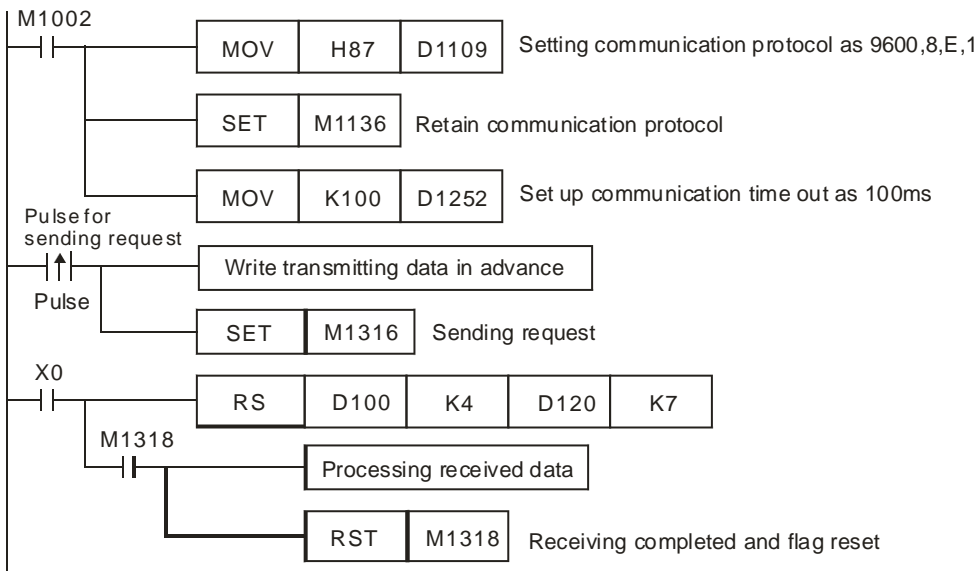 M1002
MOV H87 D1109 Setting communication protocol as 9600,8,E,1
SET M1136 Retain communication protocol
MOV K100 D1252 Set up communication time out as 100ms
Pulse for
sending request
Write transmitting data in advance
Pulse
SET M1316 Sending request
X0
RS D100 K4 D120 K7
M1318
Processing received data
RST M1318 Receiving completed and flag reset